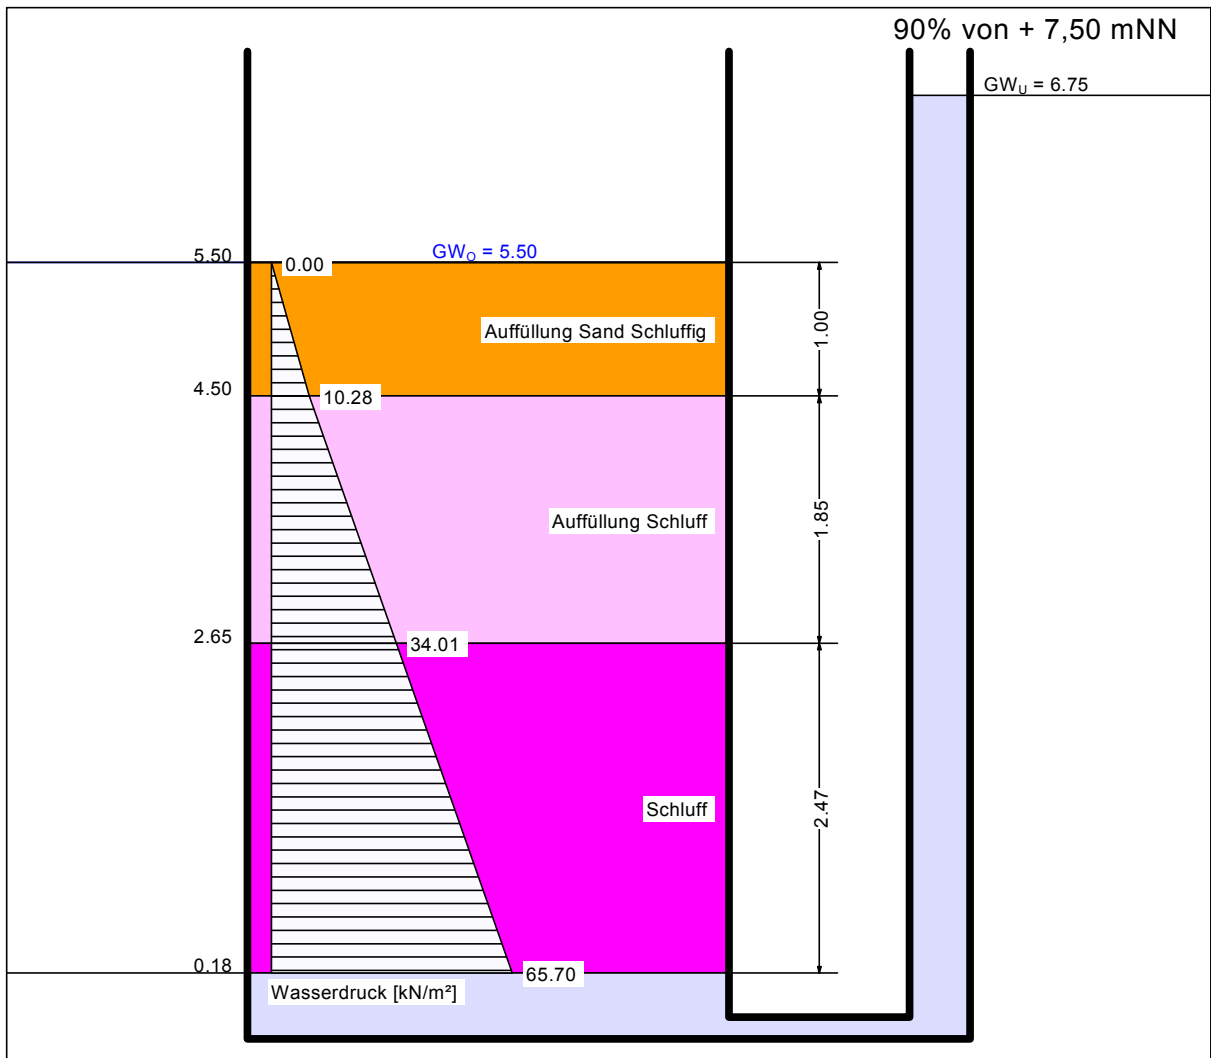 90% von + 7,50 mNN
GWU = 6.75
5.50
GWO = 5.50
0.00
Auffüllung Sand Schluffig
1.00
4.50
10.28
Auffüllung Schluff
1.85
2.65
34.01
Schluff
2.47
0.18
65.70
Wasserdruck [kN/m²]